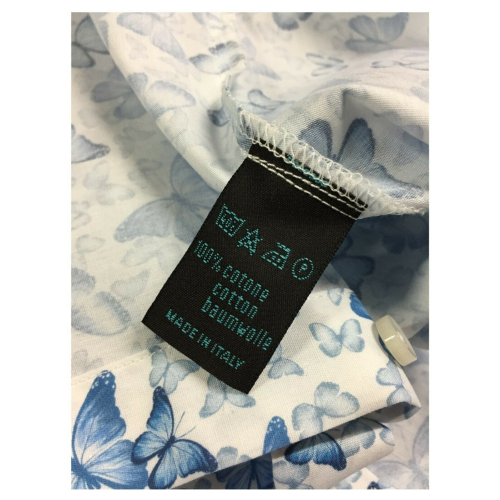 P
100% cotone
cotton
baumwolle
MADE IN ITALY